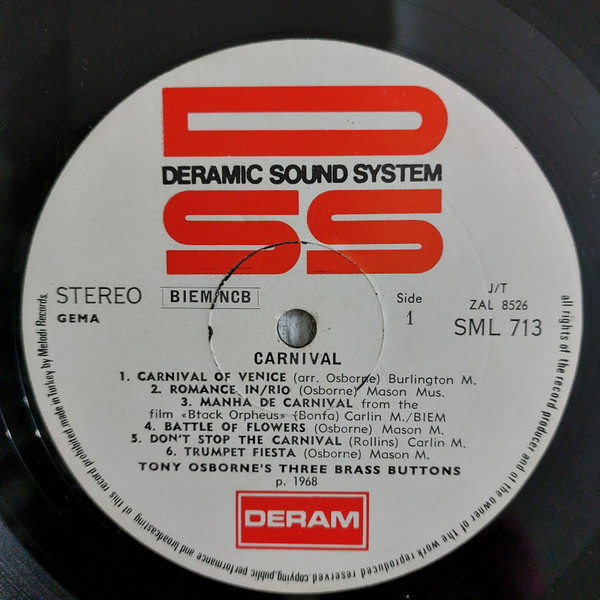 D
DERAMIC SOUND SYSTEM
SS
STEREO
BIEM/NCB
GEMA
Side
1
J/T
ZAL 8526
SML 713
CARNIVAL
1. CARNIVAL OF VENICE (arr. Osborne) Burlington M.
2. ROMANCE IN/RIO (Osborne) Mason Mus.
3. MANHA DE CARNIVAL from the
film «Btack Orpheus» (Bonfa) Carlin M./BIEM
4. BATTLE OF FLOWERS (Osborne) Mason M.
5. DON'T STOP THE CARNIVAL (Rollins) Carlin M.
6. TRUMPET FIESTA (Osborne) Mason M.
TONY OSBORNE'S THREE BRASS BUTTONS
p. 1968
DERAM
all rights of the record producer and of the owner of the work reproduced reserved,copying,public performance and broadcasting of this record prohibited made in Turkey by Melodi Records